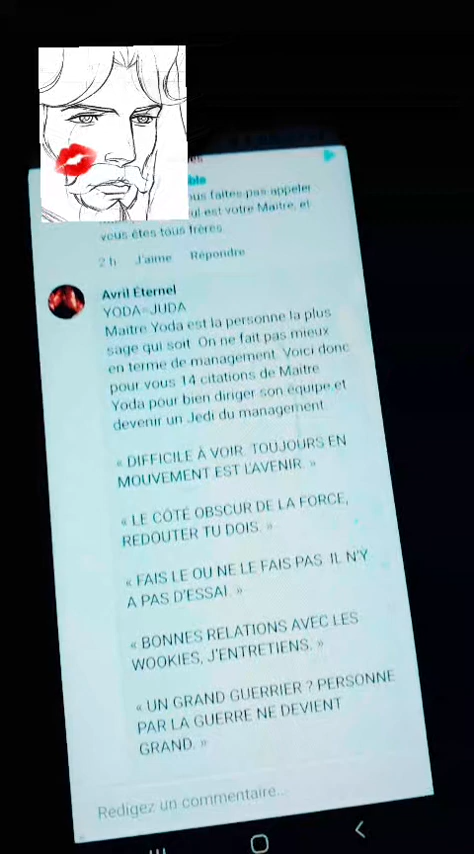 ous faites pas appeler
ul est votre Maître, et
vous êtes tous frères.
2 h J'aime Répondre
Avril Éternel
YODA=JUDA
Maitre Yoda est la personne la plus
sage qui soit. On ne fait pas mieux
en terme de management. Voici donc
pour vous 14 citations de Maitre
Yoda pour bien diriger son équipe et
devenir un Jedi du management.
« DIFFICILE À VOIR. TOUJOURS EN
MOUVEMENT EST L'AVENIR. »
« LE CÔTÉ OBSCUR DE LA FORCE,
REDOUTER TU DOIS. »
« FAIS LE OU NE LE FAIS PAS. IL N'Y
A PAS D'ESSAI. »
« BONNES RELATIONS AVEC LES
WOOKIES, J'ENTRETIENS. »
« UN GRAND GUERRIER ? PERSONNE
PAR LA GUERRE NE DEVIENT
GRAND. »
Redigez un commentaire...